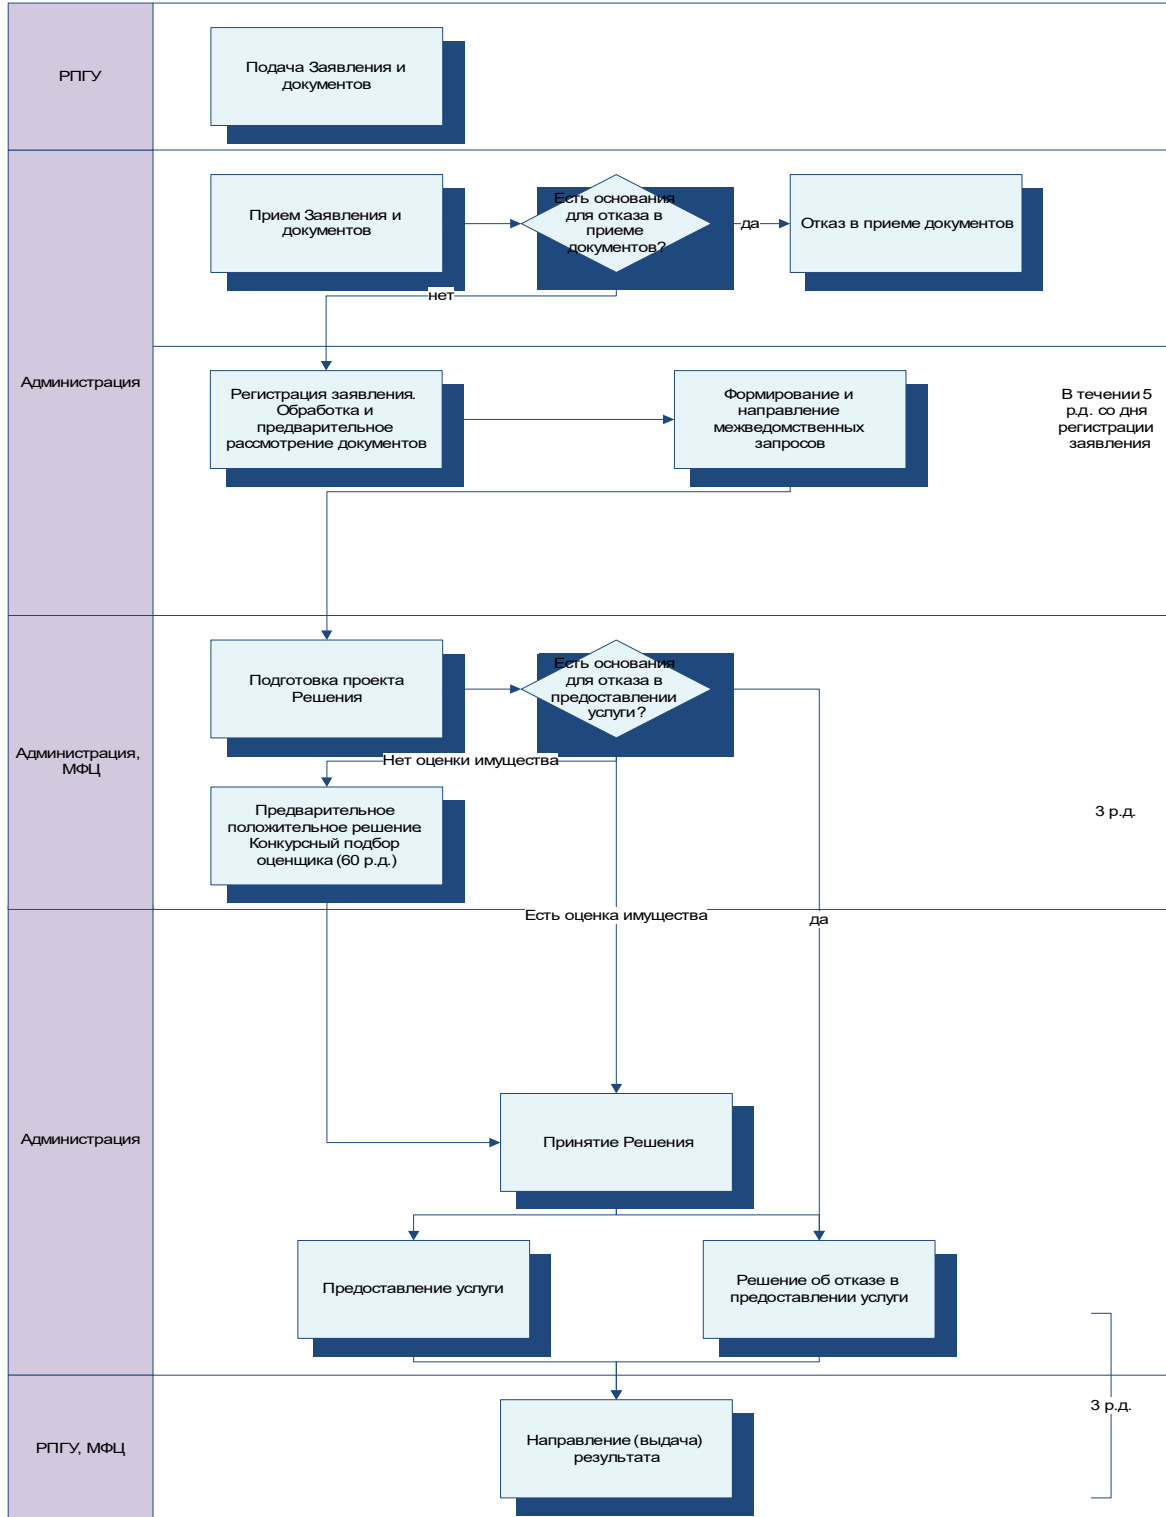 РПГУ
Подача Заявления и
документов
Прием Заявления и
документов
Есть основания
для отказа в
приеме
документов?
да
Отказ в приеме документов
нет
Администрация
Регистрация заявления.
Обработка и
предварительное
рассмотрение документов
Формирование и
направление
межведомственных
запросов
В течении 5
р.д. со дня
регистрации
заявления
Администрация,
МФЦ
Подготовка проекта
Решения
Есть основания
для отказа в
предоставлении
услуги?
Нет оценки имущества
Предварительное
положительное решение.
Конкурсный подбор
оценщика (60 р.д.)
3 р.д.
Есть оценка имущества
да
Администрация
Принятие Решения
Предоставление услуги
Решение об отказе в
предоставлении услуги
3 р.д.
РПГУ, МФЦ
Направление (выдача)
результата